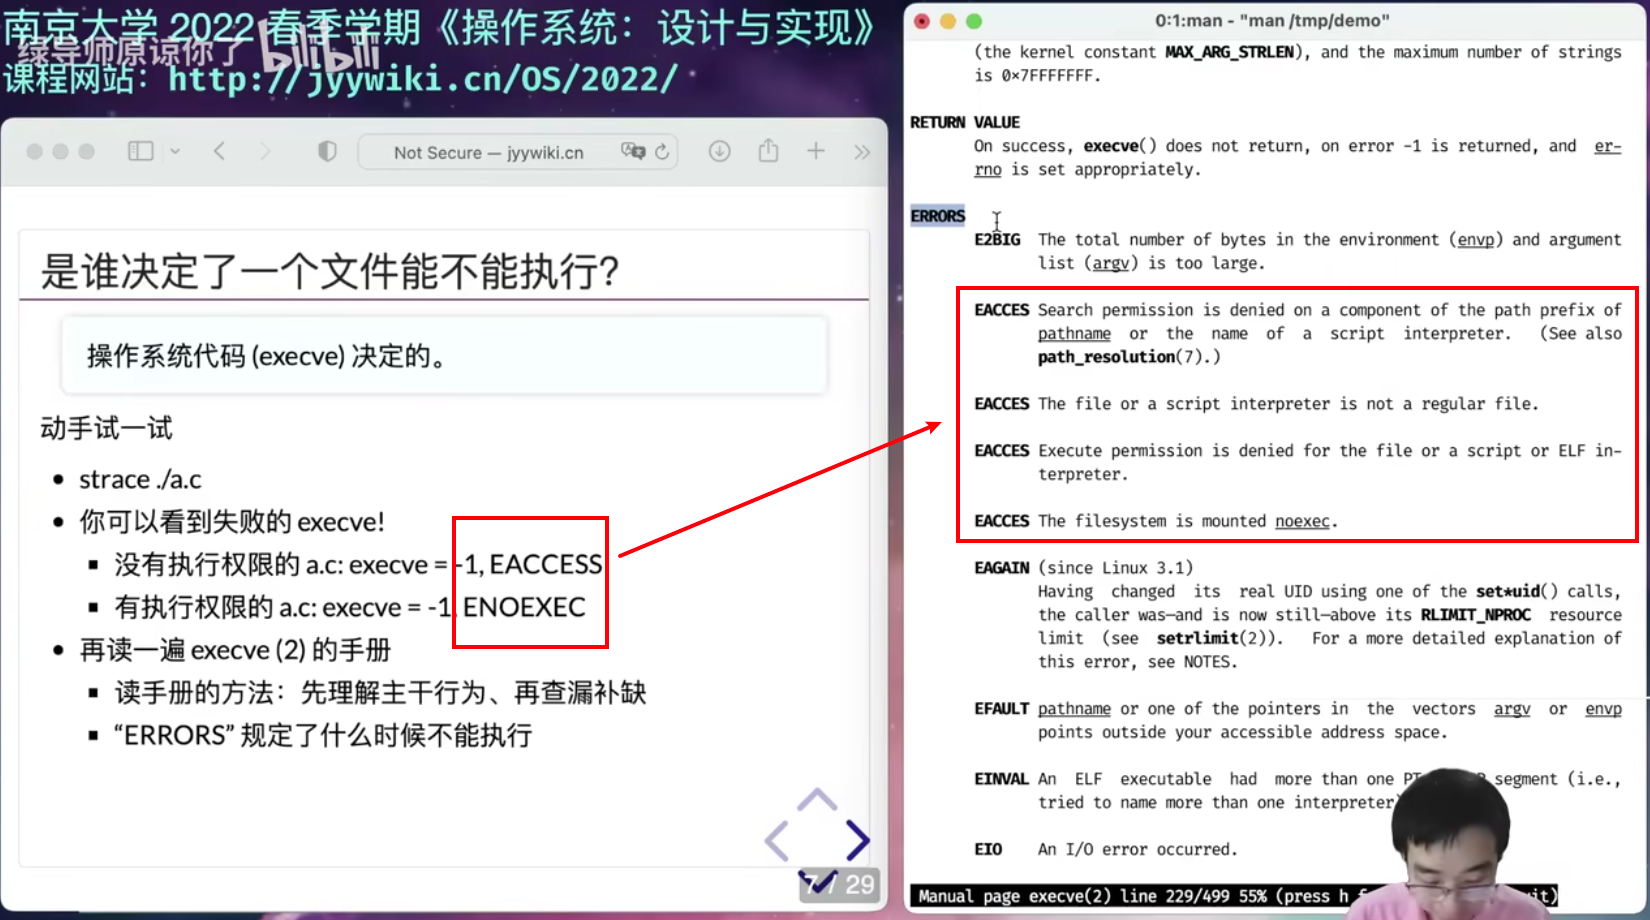 南京大学 2022 春季学期《操作系统：设计与实现》
绿导师原谅你了 bilibili
课程网站：http://jyywiki.cn/OS/2022/
Not Secure — jyywiki.cn
是谁决定了一个文件能不能执行？
操作系统代码 (execve) 决定的。
动手试一试
strace ./a.c
你可以看到失败的 execve!
没有执行权限的 a.c: execve = -1, EACCESS
有执行权限的 a.c: execve = -1, ENOEXEC
再读一遍 execve (2) 的手册
读手册的方法：先理解主干行为、再查漏补缺
“ERRORS” 规定了什么时候不能执行
7 / 29
0:1:man - "man /tmp/demo"
(the kernel constant MAX_ARG_STRLEN), and the maximum number of strings
is 0×7FFFFFFF.
RETURN VALUE
On success, execve() does not return, on error -1 is returned, and er-
rno is set appropriately.
ERRORS
E2BIG The total number of bytes in the environment (envp) and argument
list (argv) is too large.
EACCES Search permission is denied on a component of the path prefix of
pathname or the name of a script interpreter. (See also
path_resolution(7).)
EACCES The file or a script interpreter is not a regular file.
EACCES Execute permission is denied for the file or a script or ELF in-
terpreter.
EACCES The filesystem is mounted noexec.
EAGAIN (since Linux 3.1)
Having changed its real UID using one of the set*uid() calls,
the caller was—and is now still—above its RLIMIT_NPROC resource
limit (see setrlimit(2)). For a more detailed explanation of
this error, see NOTES.
EFAULT pathname or one of the pointers in the vectors argv or envp
points outside your accessible address space.
EINVAL An ELF executable had more than one segment (i.e.,
tried to name more than one interpreter
EIO An I/O error occurred.
Manual page execve(2) line 229/499 55% (press h